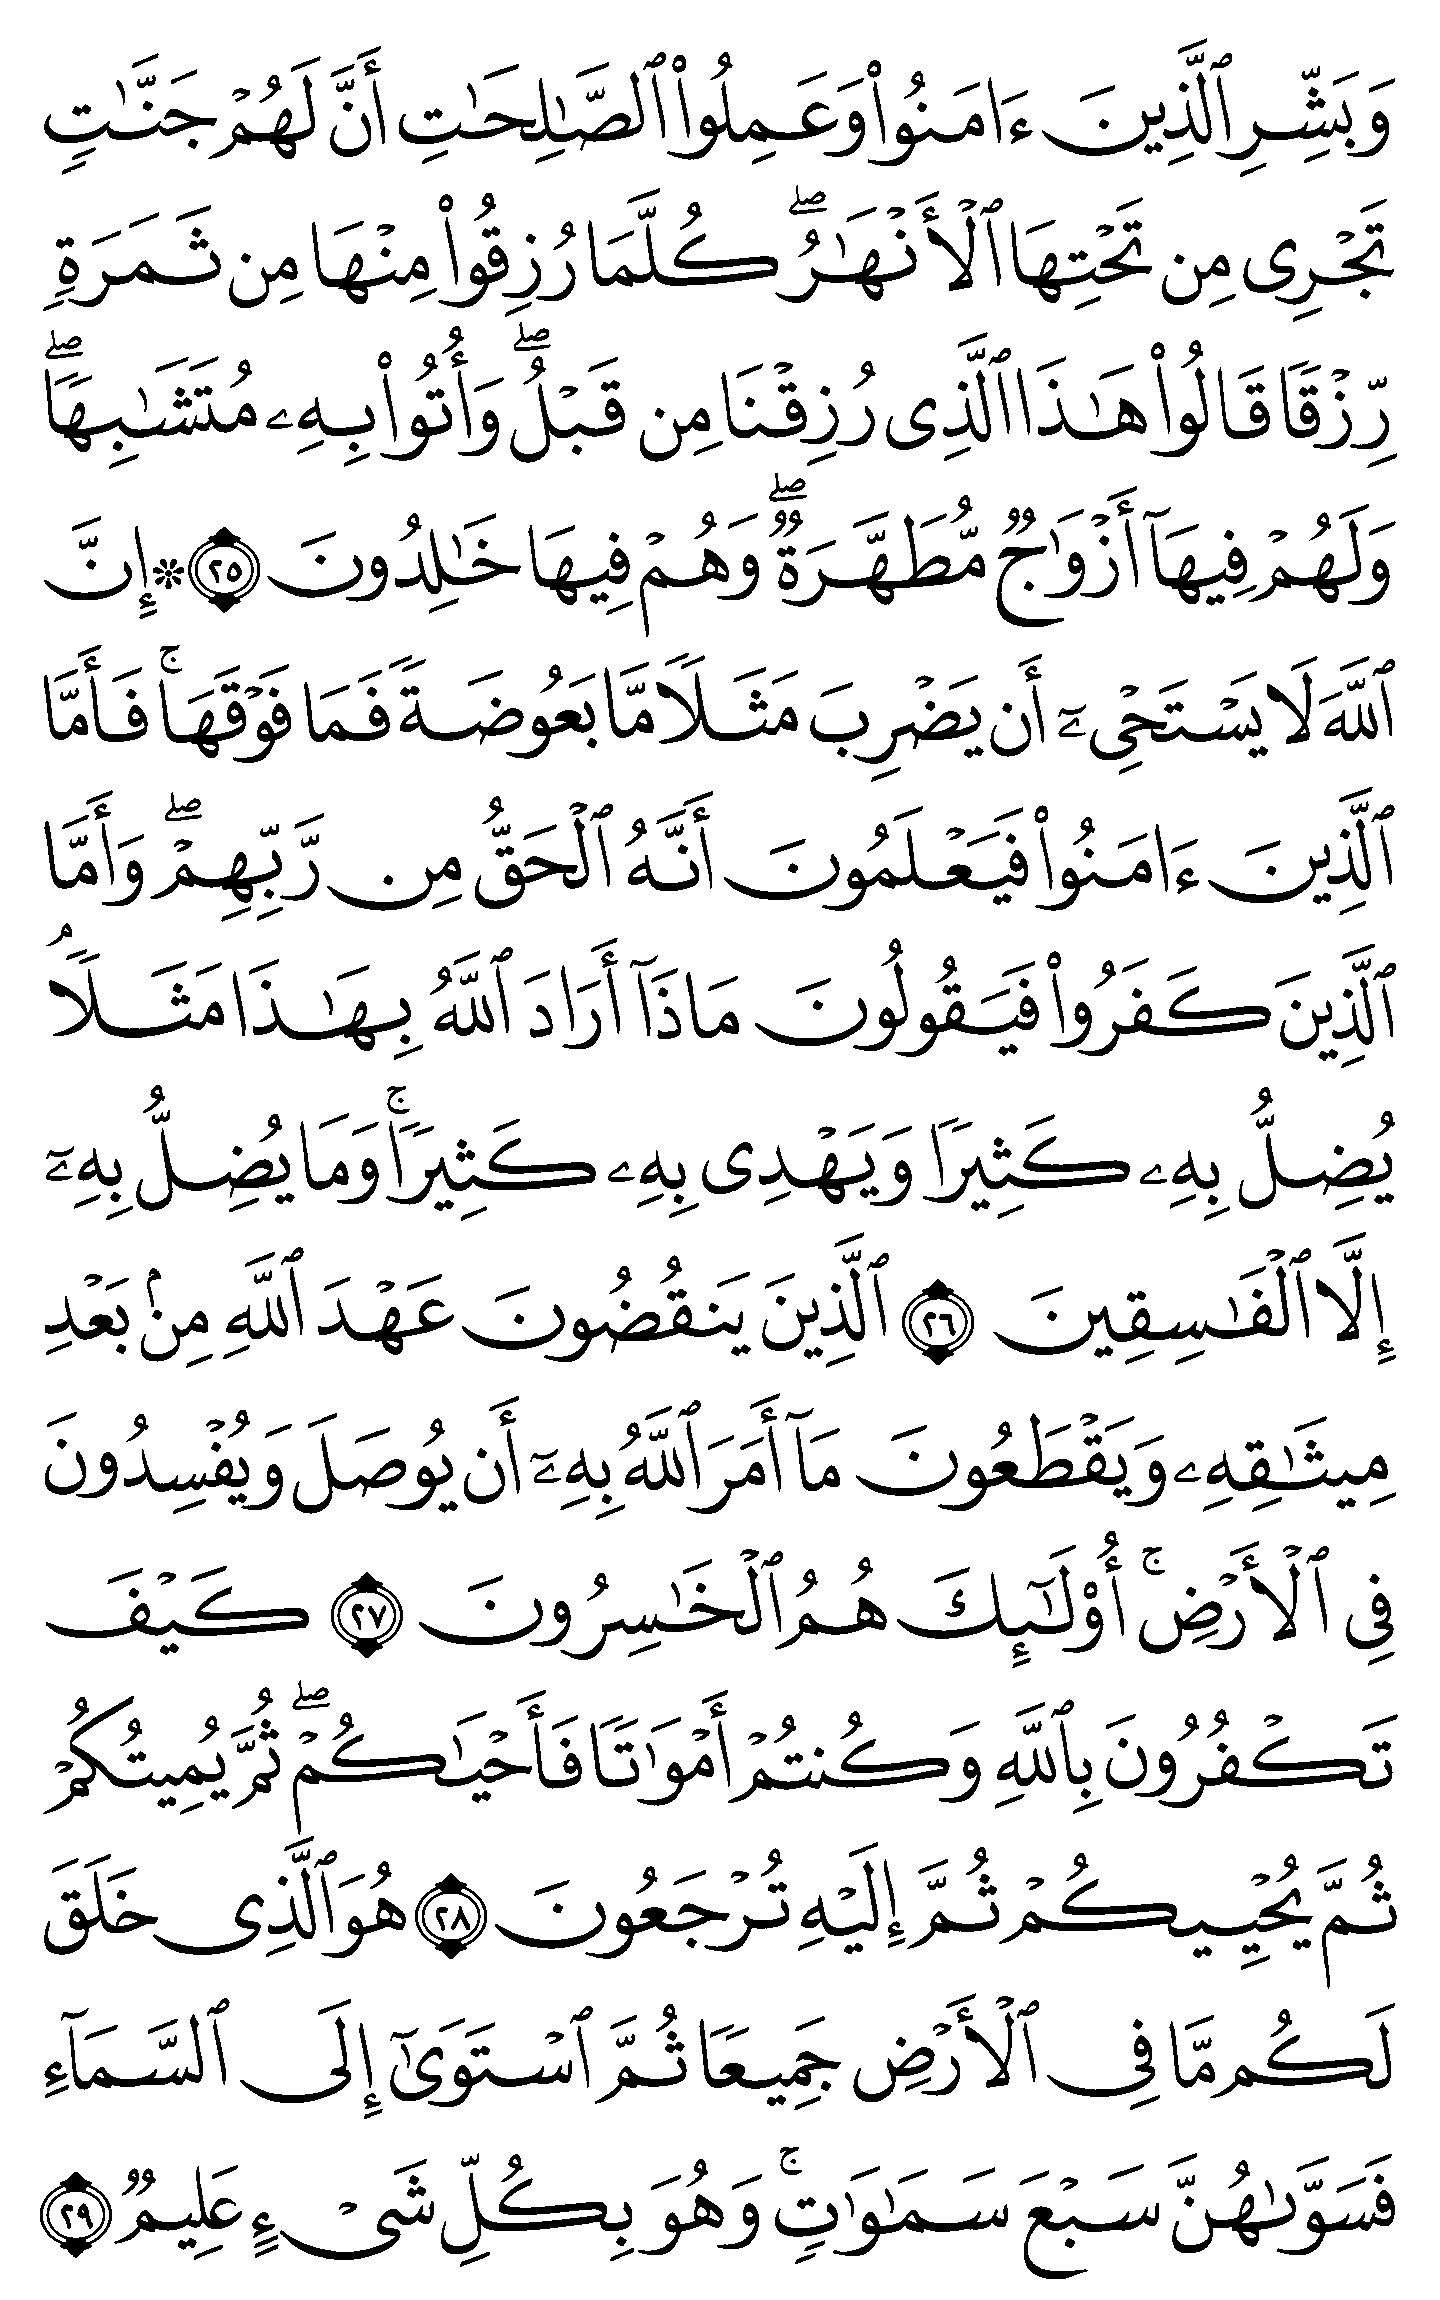 وَبَشِّرِ ٱلَّذِينَ ءَامَنُوا۟ وَعَمِلُوا۟ ٱلصَّـٰلِحَـٰتِ أَنَّ لَهُمْ جَنَّـٰتٍ
تَجْرِى مِن تَحْتِهَا ٱلْأَنْهَـٰرُ ۖ كُلَّمَا رُزِقُوا۟ مِنْهَا مِن ثَمَرَةٍ
رِّزْقًا قَالُوا۟ هَـٰذَا ٱلَّذِى رُزِقْنَا مِن قَبْلُ ۖ وَأُتُوا۟ بِهِۦ مُتَشَـٰبِهًا ۖ
وَلَهُمْ فِيهَآ أَزْوَٰجٌ مُّطَهَّرَةٌ ۖ وَهُمْ فِيهَا خَـٰلِدُونَ ٢٥ ۞ إِنَّ
ٱللَّهَ لَا يَسْتَحْىِۦٓ أَن يَضْرِبَ مَثَلًا مَّا بَعُوضَةً فَمَا فَوْقَهَا ۚ فَأَمَّا
ٱلَّذِينَ ءَامَنُوا۟ فَيَعْلَمُونَ أَنَّهُ ٱلْحَقُّ مِن رَّبِّهِمْ ۖ وَأَمَّا
ٱلَّذِينَ كَفَرُوا۟ فَيَقُولُونَ مَاذَآ أَرَادَ ٱللَّهُ بِهَـٰذَا مَثَلًا ۘ
يُضِلُّ بِهِۦ كَثِيرًا وَيَهْدِى بِهِۦ كَثِيرًا ۚ وَمَا يُضِلُّ بِهِۦٓ
إِلَّا ٱلْفَـٰسِقِينَ ٢٦ ٱلَّذِينَ يَنقُضُونَ عَهْدَ ٱللَّهِ مِنۢ بَعْدِ
مِيثَـٰقِهِۦ وَيَقْطَعُونَ مَآ أَمَرَ ٱللَّهُ بِهِۦٓ أَن يُوصَلَ وَيُفْسِدُونَ
فِى ٱلْأَرْضِ ۚ أُو۟لَـٰٓئِكَ هُمُ ٱلْخَـٰسِرُونَ ٢٧ كَيْفَ
تَكْفُرُونَ بِٱللَّهِ وَكُنتُمْ أَمْوَٰتًا فَأَحْيَـٰكُمْ ۖ ثُمَّ يُمِيتُكُمْ
ثُمَّ يُحْيِيكُمْ ثُمَّ إِلَيْهِ تُرْجَعُونَ ٢٨ هُوَ ٱلَّذِى خَلَقَ
لَكُم مَّا فِى ٱلْأَرْضِ جَمِيعًا ثُمَّ ٱسْتَوَىٰٓ إِلَى ٱلسَّمَآءِ
فَسَوَّىٰهُنَّ سَبْعَ سَمَـٰوَٰتٍ ۚ وَهُوَ بِكُلِّ شَىْءٍ عَلِيمٌ ٢٩